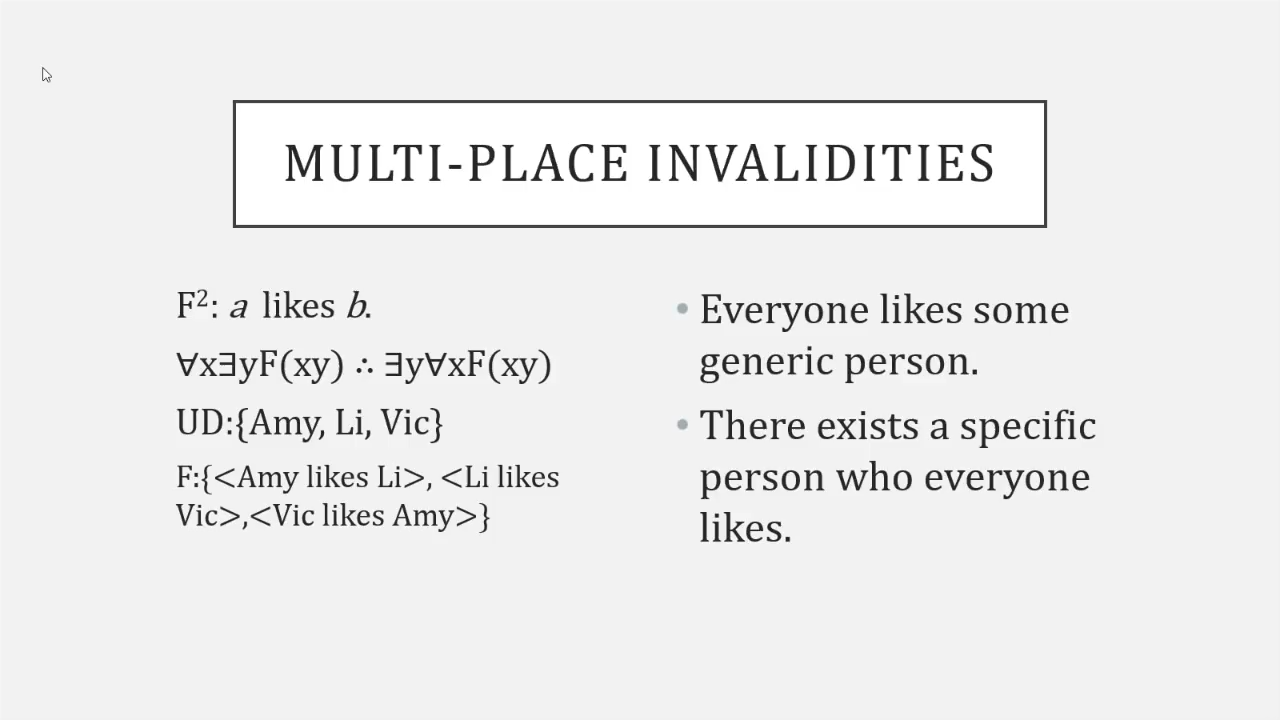 MULTI-PLACE INVALIDITIES
F²: a likes b.
∀x∃yF(xy) ∴ ∃y∀xF(xy)
UD:{Amy, Li, Vic}
F:{<Amy likes Li>, <Li likes
Vic>,<Vic likes Amy>}
• Everyone likes some
generic person.
• There exists a specific
person who everyone
likes.